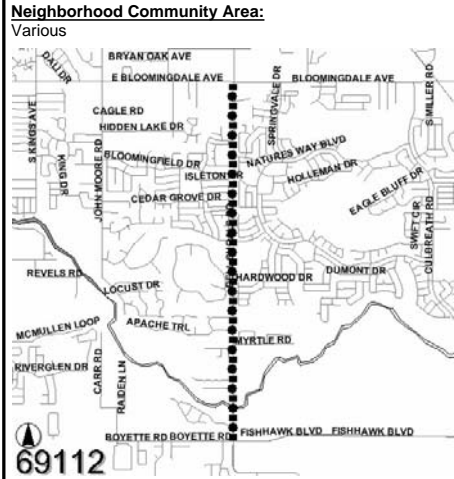 Neighborhood Community Area:
Various
BRYAN OAK AVE
DALI DR
E BLOOMINGDALE AVE
BLOOMINGDALE AVE
S KINGS AVE
CAGLE RD
HIDDEN LAKE DR
SPRINGVALE DR
S MILLER RD
KING DR
JOHN MOORE RD
BLOOMINGFIELD DR
ISLETON DR
NATURES WAY BLVD
HOLLEMAN DR
CEDAR GROVE DR
EAGLE BLUFF DR
SWIFT CIR
CULBREATH RD
REVELS RD
LOCUST DR
HARDWOOD DR
DUMONT DR
MCMULLEN LOOP
APACHE TRL
MYRTLE RD
RIVERGLEN DR
CARR RD
RAIDEN LN
BOYETTE RD BOYETTE RD
FISHHAWK BLVD FISHHAWK BLVD
69112